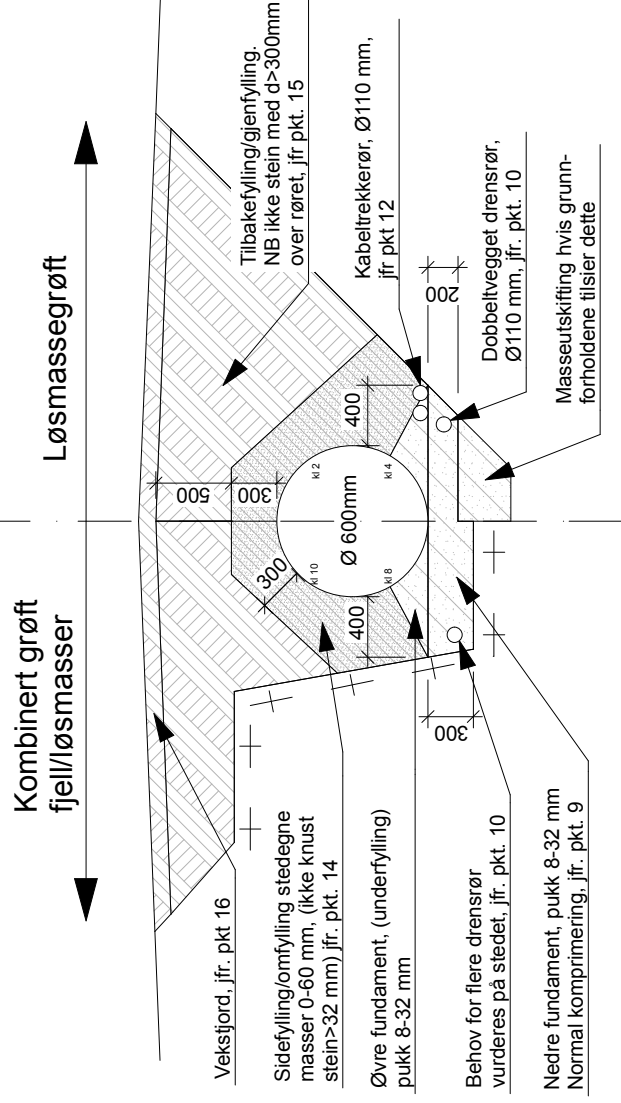 Kombinert grøft
fjell/løsmasser
Løsmassegrøft
Vekstjord, jfr. pkt 16
Sidefylling/omfylling stedegne
masser 0-60 mm, (ikke knust
stein>32 mm) jfr. pkt. 14
Øvre fundament, (underfylling)
pukk 8-32 mm
Behov for flere drensrør
vurderes på stedet, jfr. pkt. 10
Nedre fundament, pukk 8-32 mm
Normal komprimering, jfr. pkt. 9
Tilbakefylling/gjenfylling.
NB ikke stein med d>300mm
over røret, jfr pkt. 15
Kabeltrekkerør, Ø110 mm,
jfr pkt 12
Dobbeltvegget drensrør,
Ø110 mm, jfr. pkt. 10
Masseutskifting hvis grunn-
forholdene tilsier dette
500
300
300
kl 10
kl 2
Ø 600mm
400
400
kl 8
kl 4
300
200